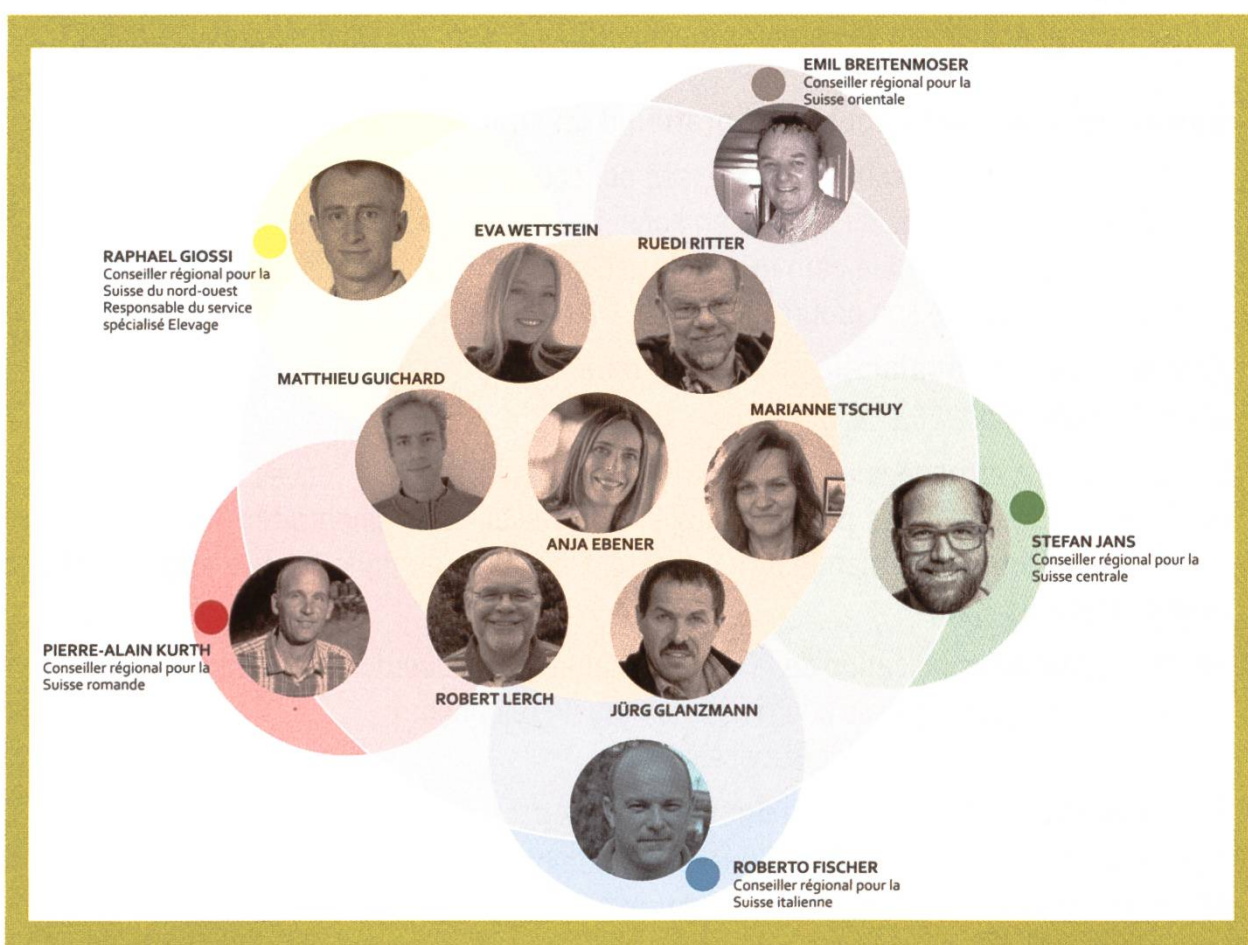 EMIL BREITENMOSER
Conseiller régional pour la
Suisse orientale
RAPHAEL GIOSSI
Conseiller régional pour la
Suisse du nord-ouest
Responsable du service
spécialisé Elevage
EVA WETTSTEIN
RUEDI RITTER
MATTHIEU GUICHARD
MARIANNE TSCHUY
ANJA EBENER
STEFAN JANS
Conseiller régional pour la
Suisse centrale
PIERRE-ALAIN KURTH
Conseiller régional pour la
Suisse romande
ROBERT LERCH
JÜRG GLANZMANN
ROBERTO FISCHER
Conseiller régional pour la
Suisse italienne